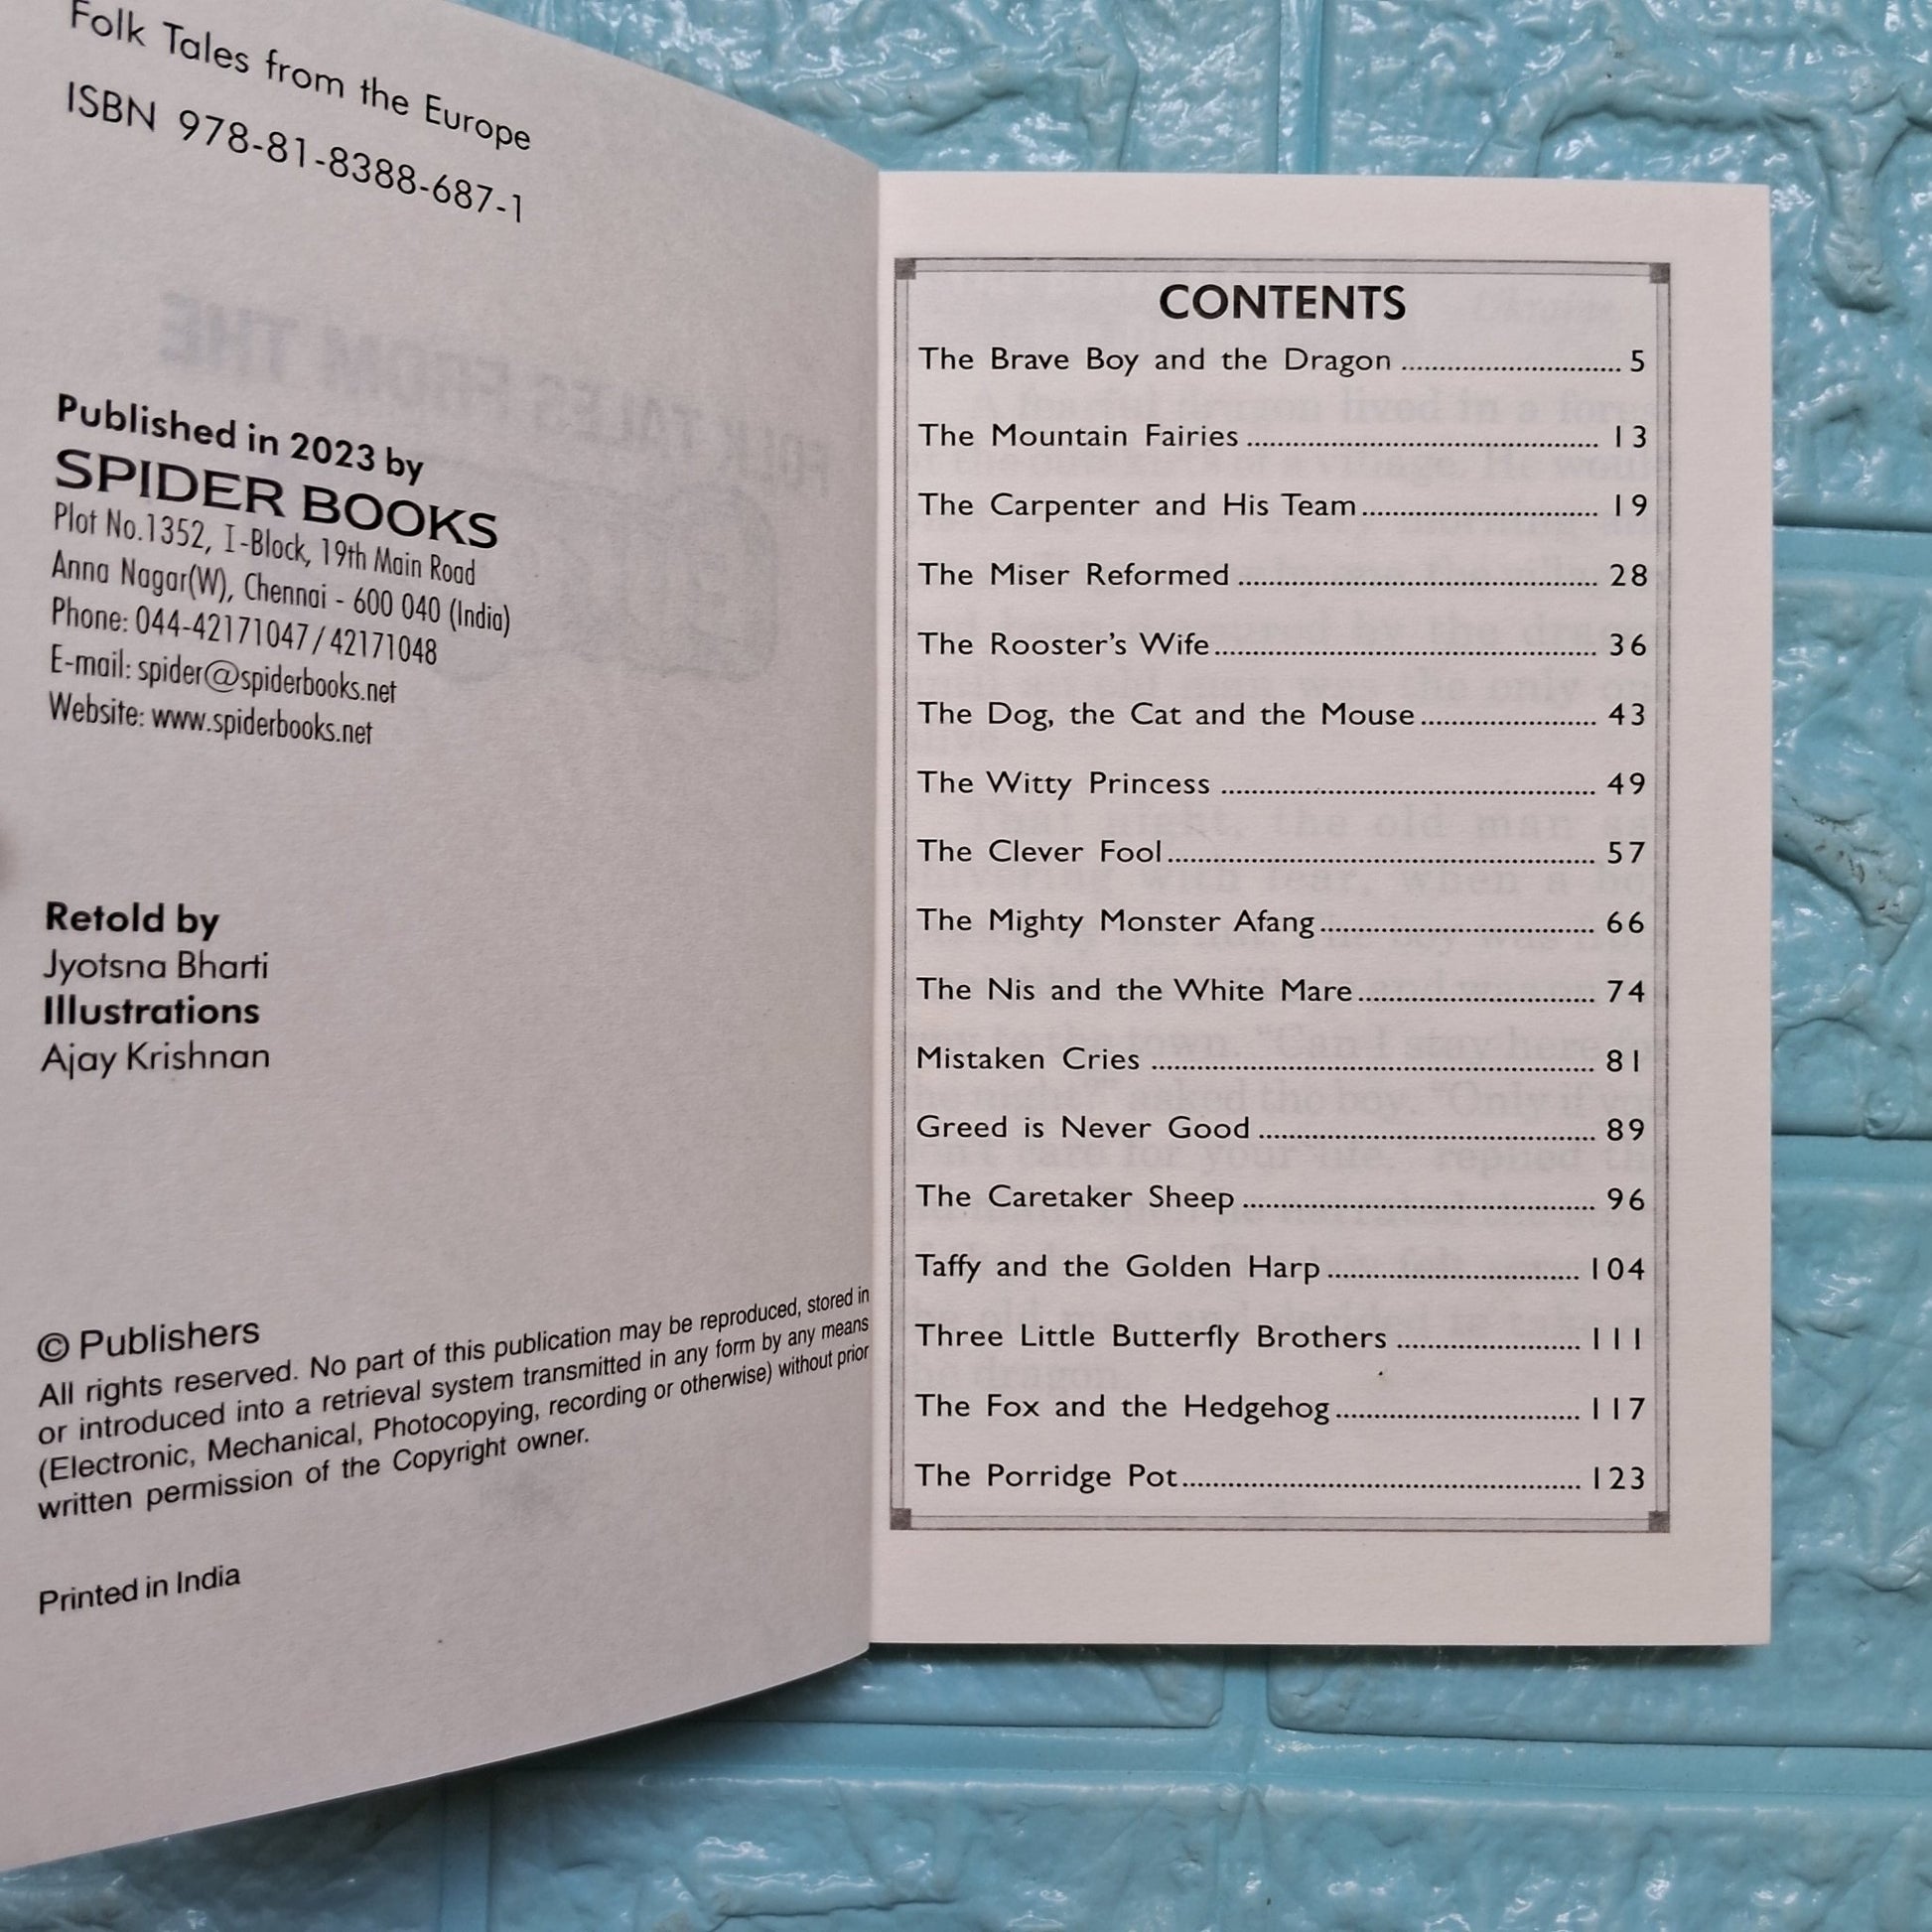 Folk Tales from the Europe
ISBN 978-81-8388-687-1
Published in 2023 by
SPIDER BOOKS
Plot No.1352, I-Block, 19th Main Road
Anna Nagar(W), Chennai - 600 040 (India)
Phone: 044-42171047 / 42171048
E-mail: spider@spiderbooks.net
Website: www.spiderbooks.net
Retold by
Jyotsna Bharti
Illustrations
Ajay Krishnan
© Publishers
All rights reserved. No part of this publication may be reproduced, stored in
or introduced into a retrieval system transmitted in any form by any means
(Electronic, Mechanical, Photocopying, recording or otherwise) without prior
written permission of the Copyright owner.
Printed in India
CONTENTS
The Brave Boy and the Dragon ............................ 5
The Mountain Fairies ............................................. 13
The Carpenter and His Team .............................. 19
The Miser Reformed .............................................. 28
The Rooster's Wife ................................................. 36
The Dog, the Cat and the Mouse ....................... 43
The Witty Princess ................................................ 49
The Clever Fool ....................................................... 57
The Mighty Monster Afang ................................... 66
The Nis and the White Mare .............................. 74
Mistaken Cries ......................................................... 81
Greed is Never Good ........................................... 89
The Caretaker Sheep ............................................. 96
Taffy and the Golden Harp ................................ 104
Three Little Butterfly Brothers ....................... 111
The Fox and the Hedgehog ............................... 117
The Porridge Pot ................................................... 123